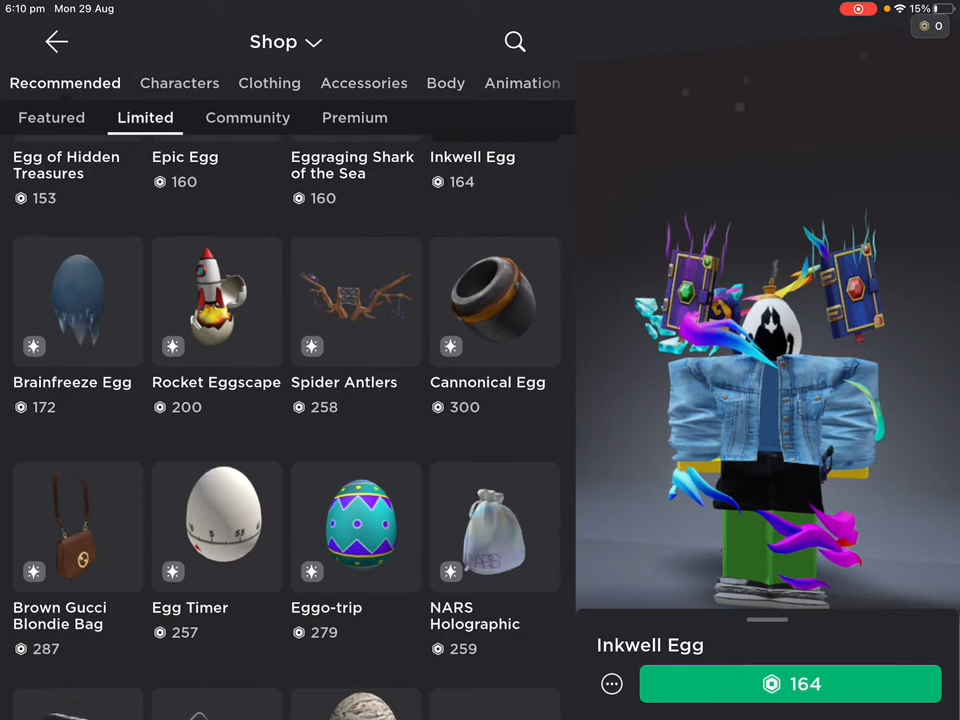 6:10 pm Mon 29 Aug
15%
0
Shop
Recommended Characters Clothing Accessories Body Animation
Featured Limited Community Premium
Egg of Hidden
Treasures
153
Epic Egg
160
Eggraging Shark
of the Sea
160
Inkwell Egg
164
Brainfreeze Egg
172
Rocket Eggscape
200
Spider Antlers
258
Cannonical Egg
300
Brown Gucci
Blondie Bag
287
5 55
Egg Timer
257
Eggo-trip
279
NARS
NARS
Holographic
259
Inkwell Egg
164